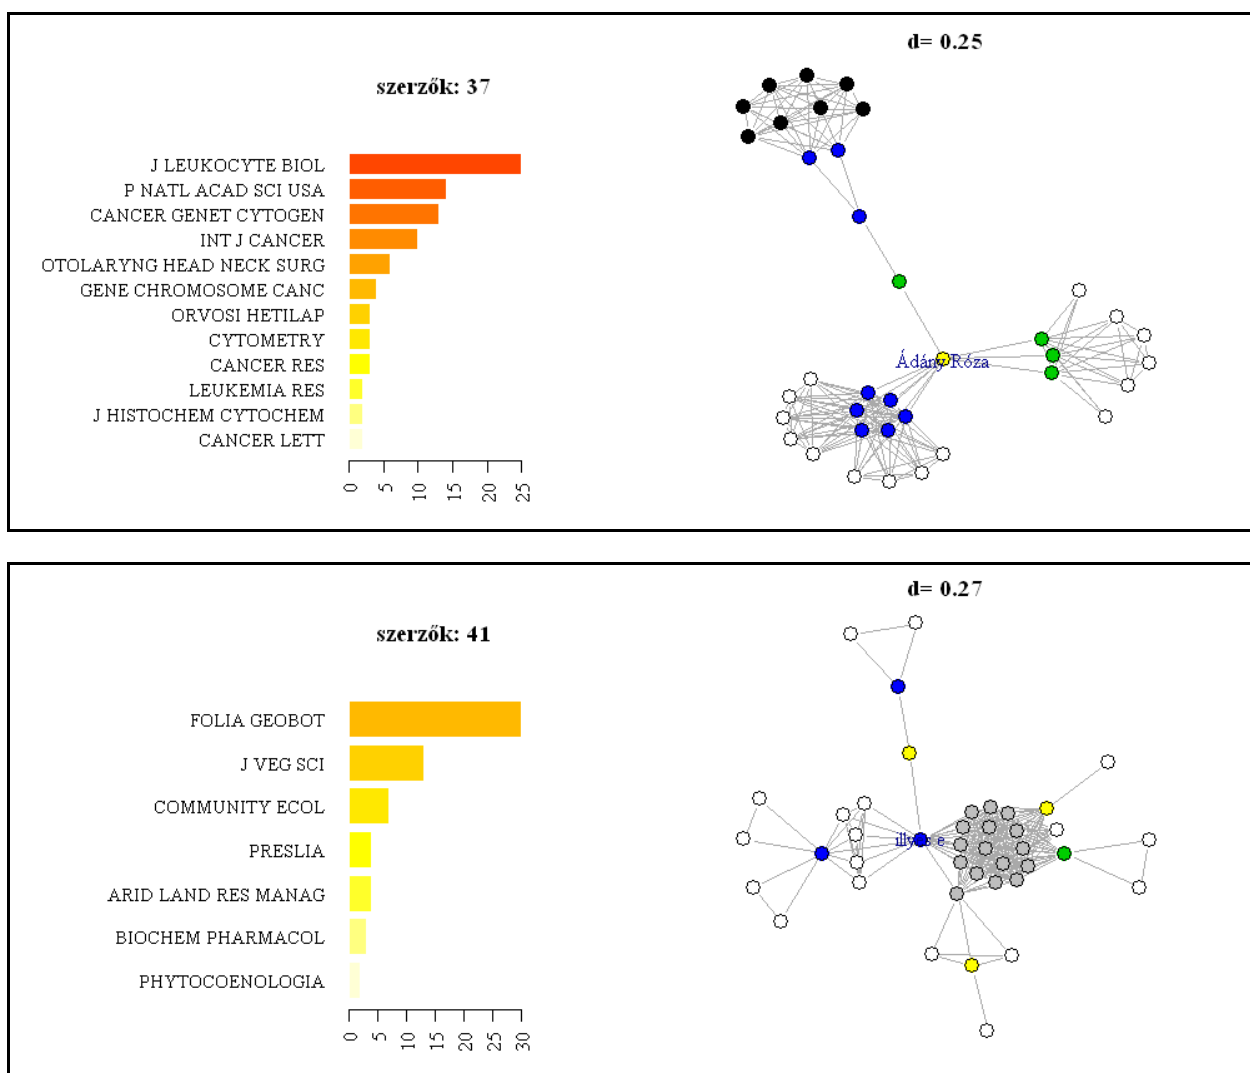 d= 0.25
szerzők: 37
J LEUKOCYTE BIOL
P NATL ACAD SCI USA
CANCER GENET CYTOGEN
INT J CANCER
OTOLARYNG HEAD NECK SURG
GENE CHROMOSOME CANC
ORVOSI HETILAP
CYTOMETRY
CANCER RES
LEUKEMIA RES
J HISTOCHEM CYTOCHEM
CANCER LETT
0 5 10 15 20 25
Ádány Róza
d= 0.27
szerzők: 41
FOLIA GEOBOT
J VEG SCI
COMMUNITY ECOL
PRESLIA
ARID LAND RES MANAG
BIOCHEM PHARMACOL
PHYTOCOENOLOGIA
0 5 10 15 20 25 30